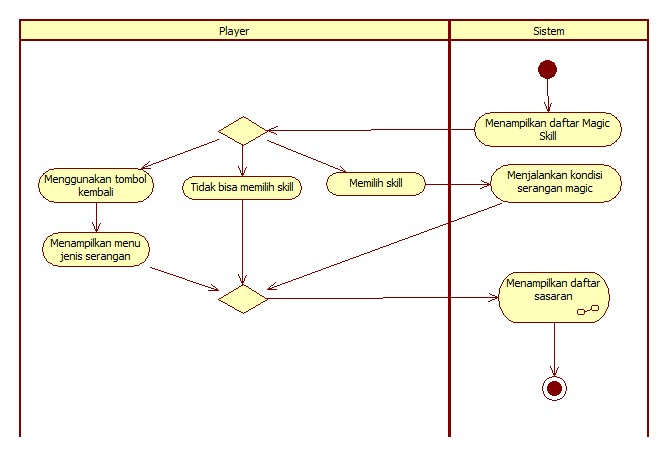 Player
Sistem
Menampilkan daftar Magic
Skill
Menggunakan tombol
kembali
Tidak bisa memilih skill
Memilih skill
Menjalankan kondisi
serangan magic
Menampilkan menu
jenis serangan
Menampilkan daftar
sasaran